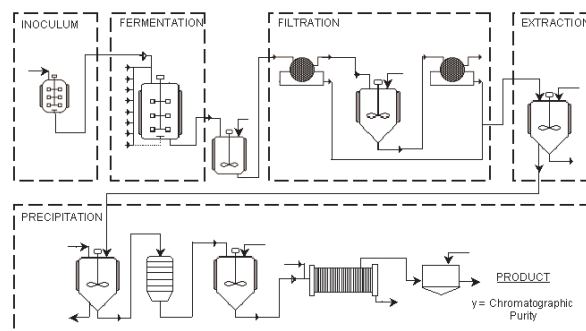 INOCULUM
FERMENTATION
FILTRATION
EXTRACTION
PRECIPITATION
PRODUCT
y = Chromatographic
Purity